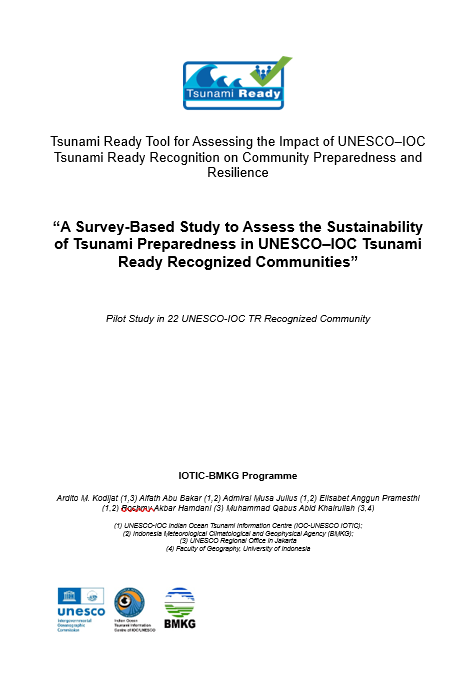 Tsunami Ready
Tsunami Ready Tool for Assessing the Impact of UNESCO–IOC
Tsunami Ready Recognition on Community Preparedness and
Resilience
“A Survey-Based Study to Assess the Sustainability
of Tsunami Preparedness in UNESCO–IOC Tsunami
Ready Recognized Communities”
Pilot Study in 22 UNESCO-IOC TR Recognized Community
IOTIC-BMKG Programme
Ardito M. Kodijat (1,3) Alfath Abu Bakar (1,2) Admiral Musa Julius (1,2) Elisabet Anggun Pramesthi
(1,2) Akbar Hamdani (3) Muhammad Qabus Abid Khairullah (3,4)
(1) UNESCO-IOC Indian Ocean Tsunami Information Centre (IOC-UNESCO IOTIC);
(2) Indonesia Meteorological Climatological and Geophysical Agency (BMKG);
(3) UNESCO Regional Office in Jakarta
(4) Faculty of Geography, University of Indonesia
unesco
Intergovernmental
Oceanographic
Commission
Indian Ocean
Tsunami Information
Centre of IOC/UNESCO
BMKG